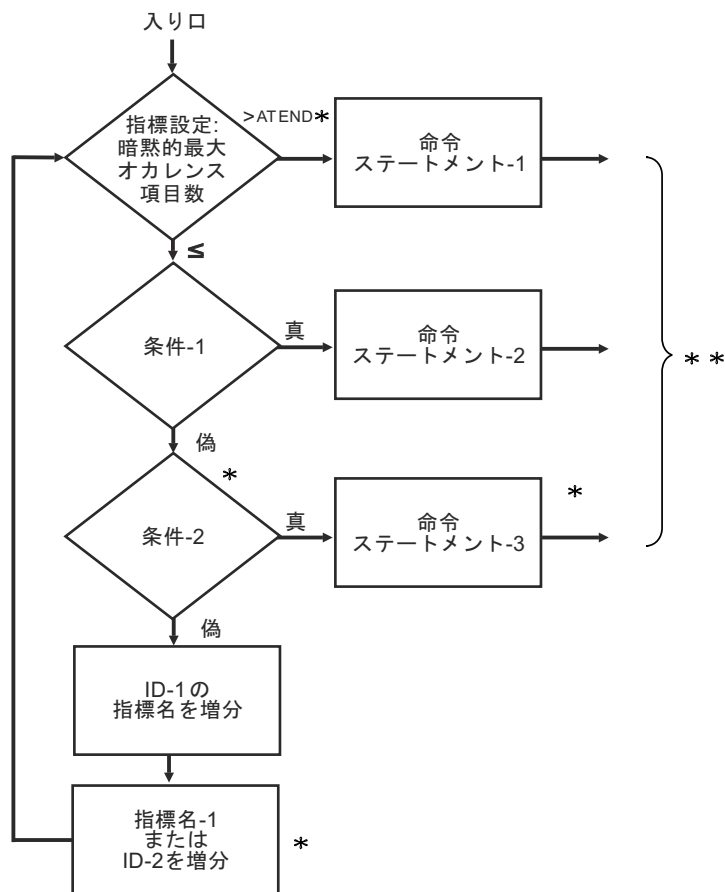 入り口
指標設定:
暗黙的最大
オカレンス
項目数
>ATEND*
命令
ステートメント-1
≤
条件-1
真
命令
ステートメント-2
* *
偽
*
条件-2
真
命令
ステートメント-3
*
偽
ID-1の
指標名を増分
指標名-1
または
ID-2を増分
*